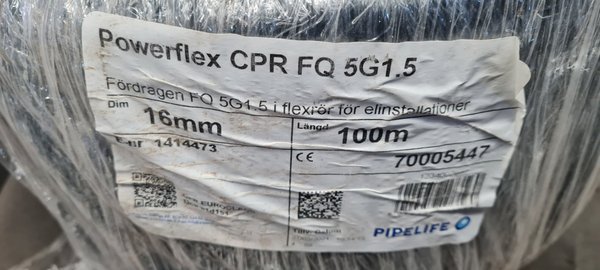 Powerflex CPR FQ 5G1.5
Fördragen FQ 5G1.5 i flexrör för elinstallationer
Dim 16mm Längd 100m
E-nr 1414473 CE 70005447
PIPELIFE